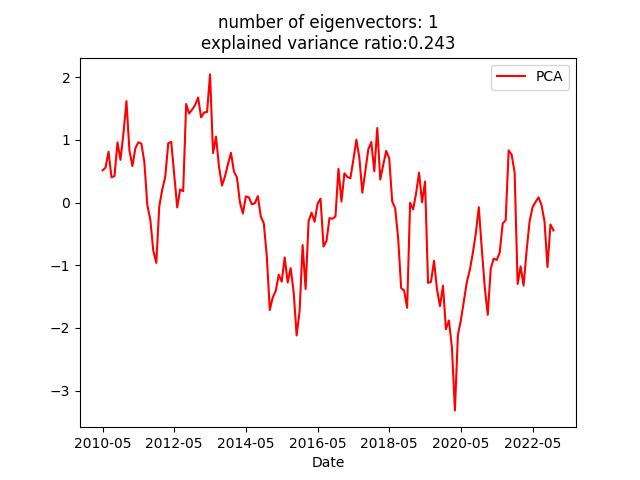 number of eigenvectors: 1
explained variance ratio:0.243
PCA
2
1
0
−1
−2
−3
2010-05 2012-05 2014-05 2016-05 2018-05 2020-05 2022-05
Date